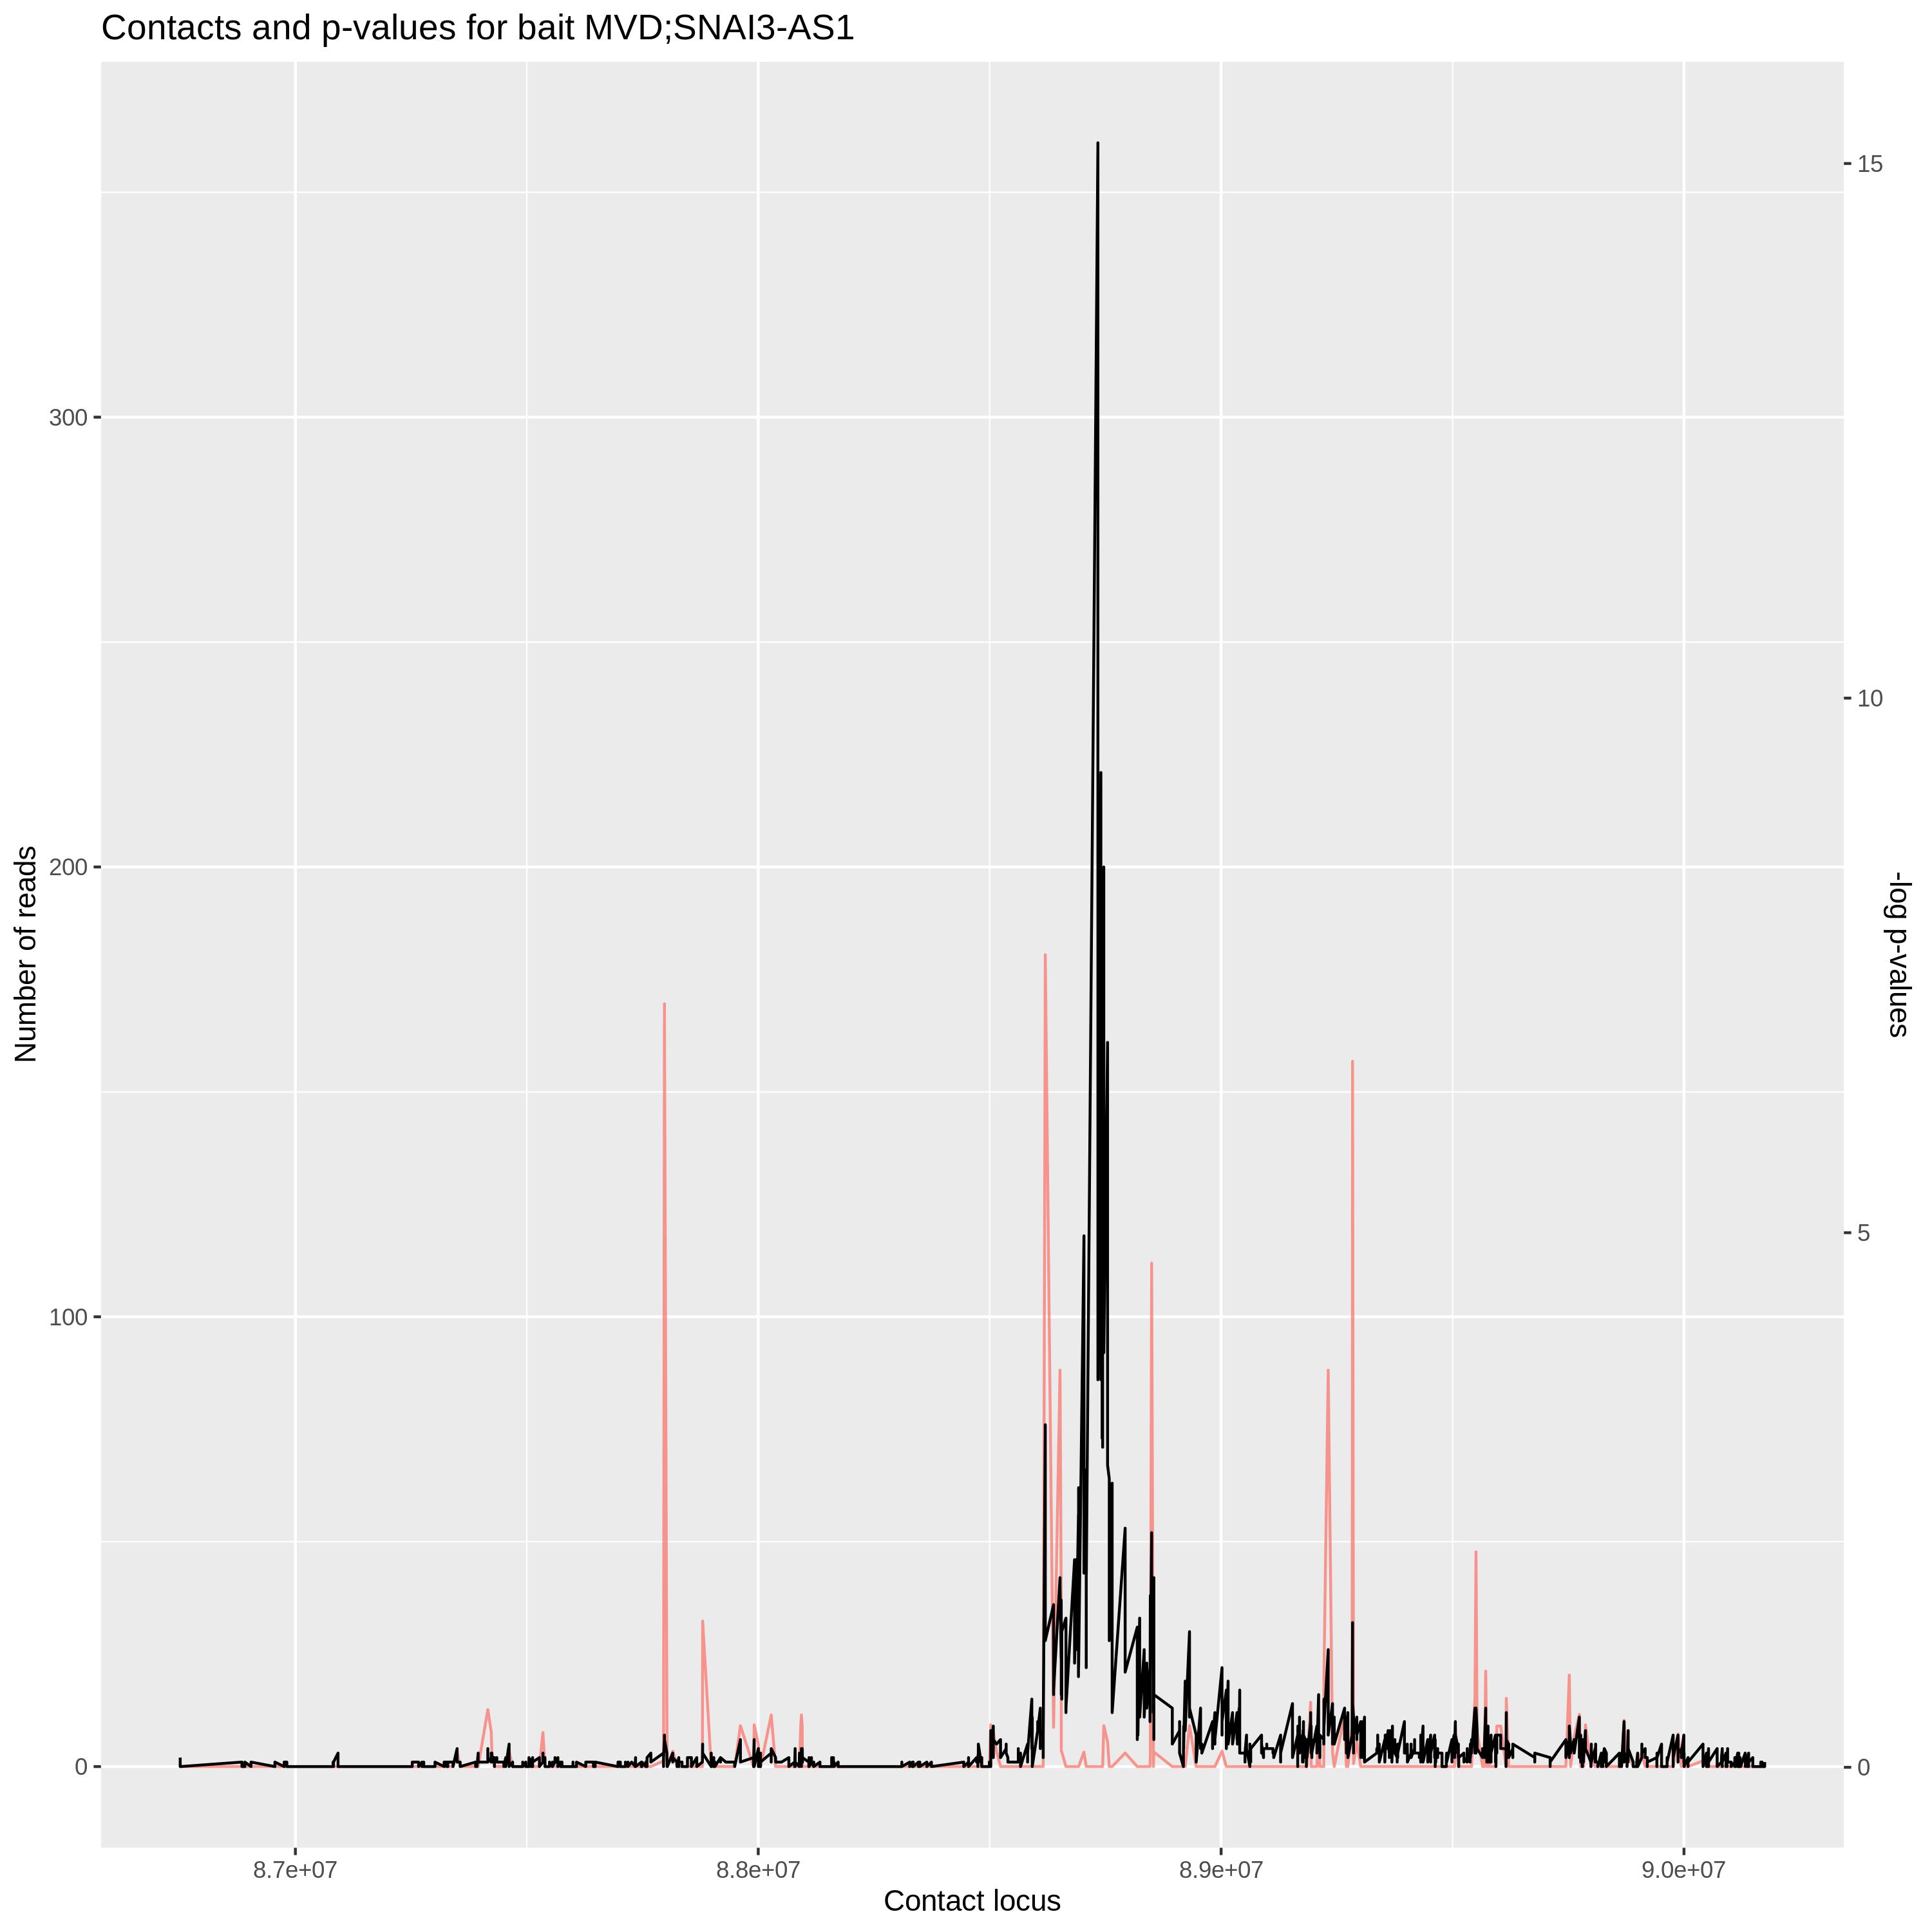 Contacts and p-values for bait MVD;SNAI3-AS1
Number of reads
300
200
100
0
15
10
5
0
-log p-values
8.7e+07
8.8e+07
8.9e+07
9.0e+07
Contact locus